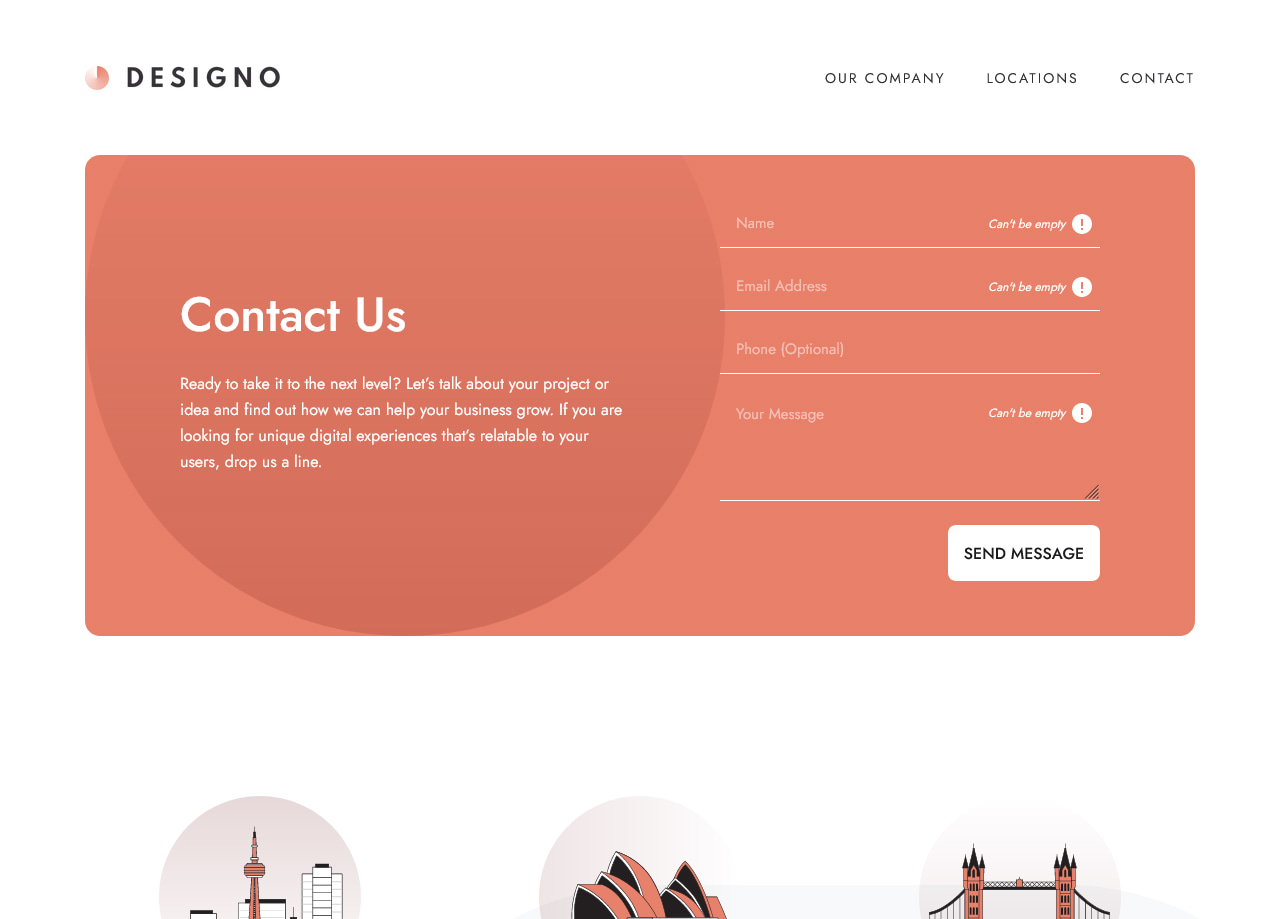 DESIGNO
OUR COMPANY
LOCATIONS
CONTACT
Contact Us
Ready to take it to the next level? Let’s talk about your project or
idea and find out how we can help your business grow. If you are
looking for unique digital experiences that’s relatable to your
users, drop us a line.
Name
Can't be empty
Email Address
Can't be empty
Phone (Optional)
Your Message
Can't be empty
SEND MESSAGE